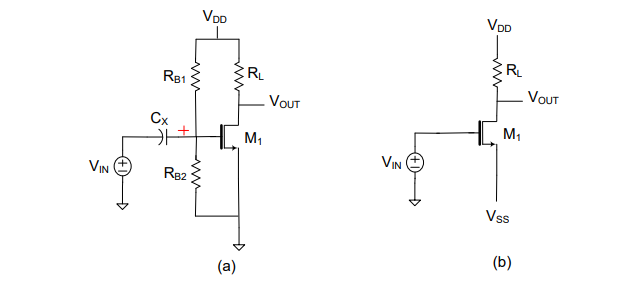 VDD
RB1
RL
VOUT
CX
+
M1
VIN
RB2
(a)
VDD
RL
VOUT
M1
VIN
VSS
(b)